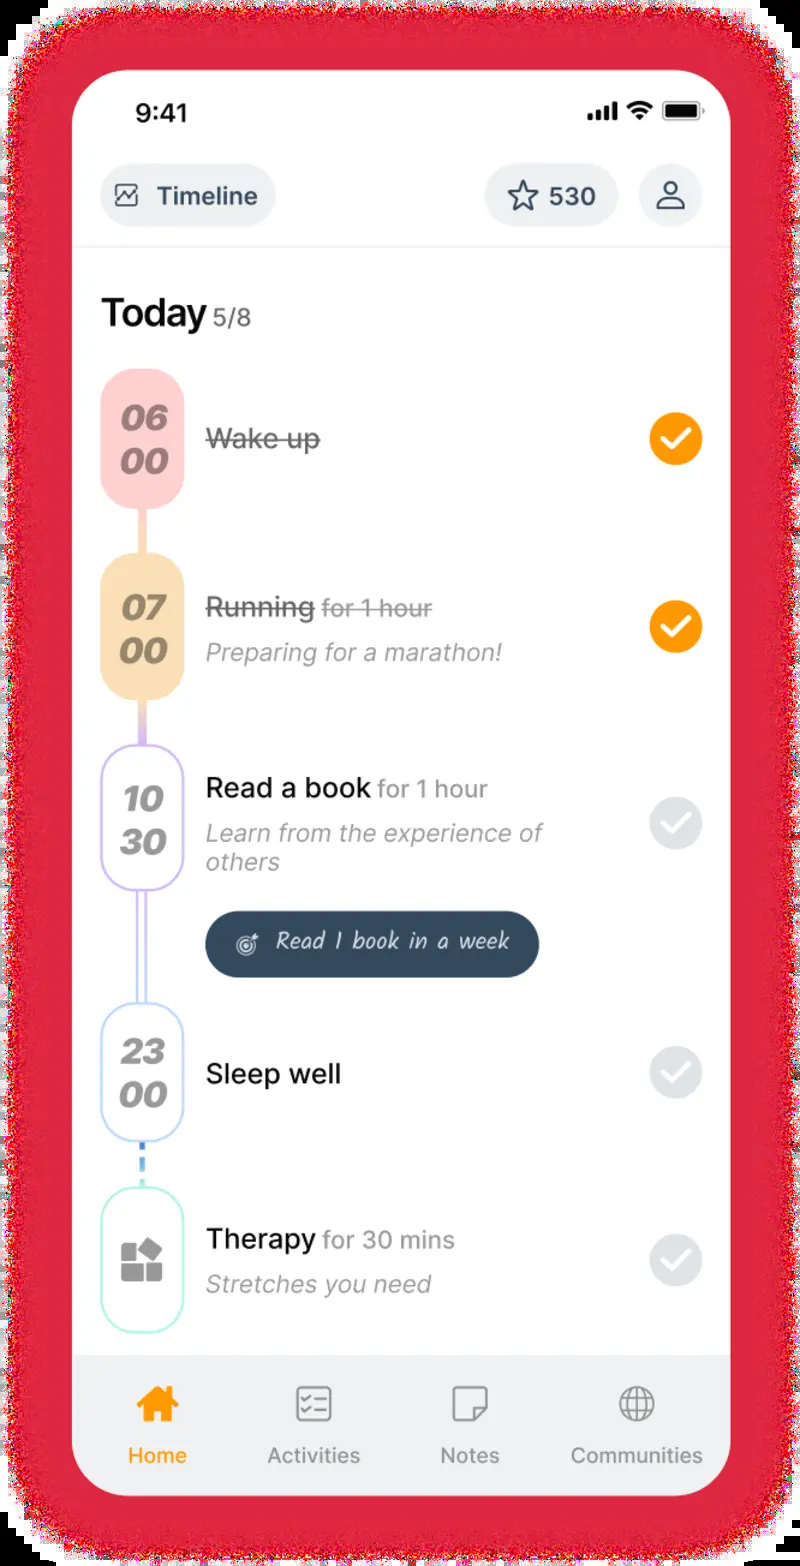 9:41
Timeline
530
Today 5/8
06
00
Wake up
07
00
Running for 1 hour
Preparing for a marathon!
10
30
Read a book for 1 hour
Learn from the experience of
others
Read 1 book in a week
23
00
Sleep well
Therapy for 30 mins
Stretches you need
Home
Activities
Notes
Communities